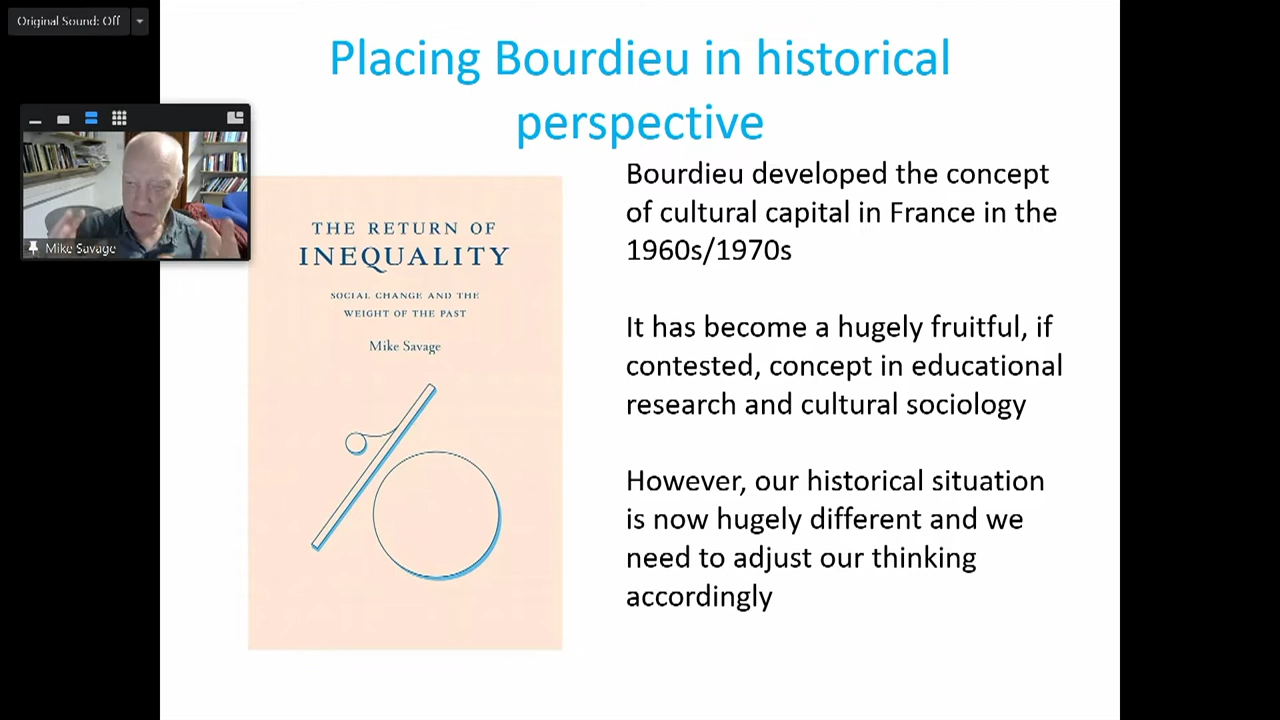 Original Sound: Off
Placing Bourdieu in historical
perspective
Mike Savage
THE RETURN OF
INEQUALITY
SOCIAL CHANGE AND THE
WEIGHT OF THE PAST
Mike Savage
Bourdieu developed the concept
of cultural capital in France in the
1960s/1970s
It has become a hugely fruitful, if
contested, concept in educational
research and cultural sociology
However, our historical situation
is now hugely different and we
need to adjust our thinking
accordingly